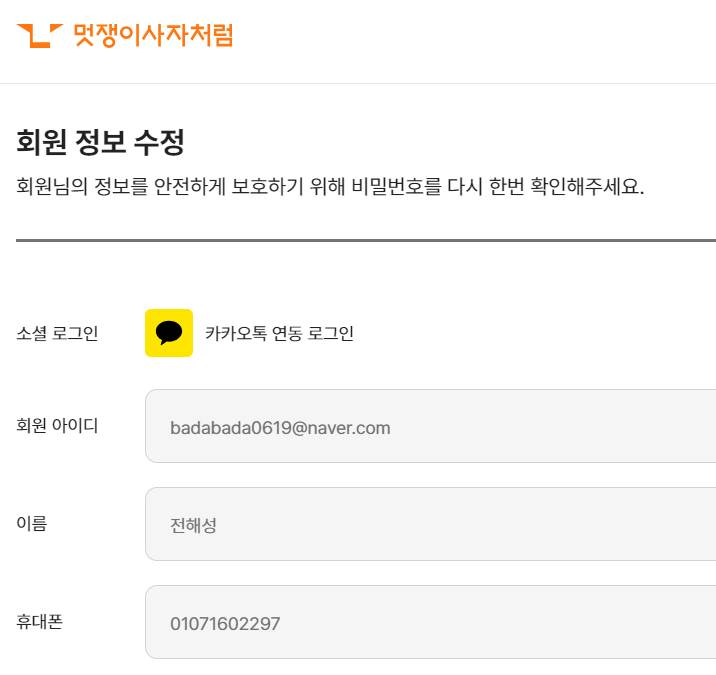 멋쟁이사자처럼
회원 정보 수정
회원님의 정보를 안전하게 보호하기 위해 비밀번호를 다시 한번 확인해주세요.
소셜 로그인 카카오톡 연동 로그인
회원 아이디 badabada0619@naver.com
이름 전해성
휴대폰 01071602297